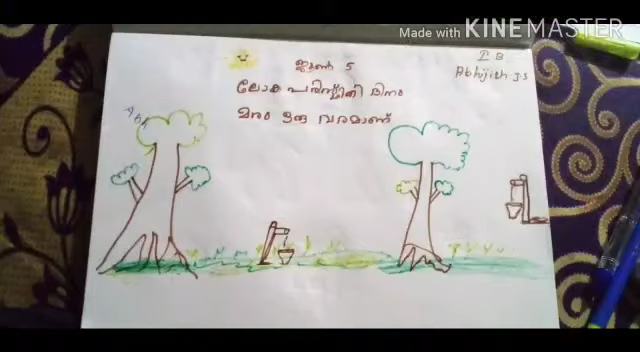 Made with KINEMASTER
I B
Abhijith J.S
ജൂൺ 5
ലോക പരിസ്ഥിതി ദിനം
മരം ഒരു വരമാണ്